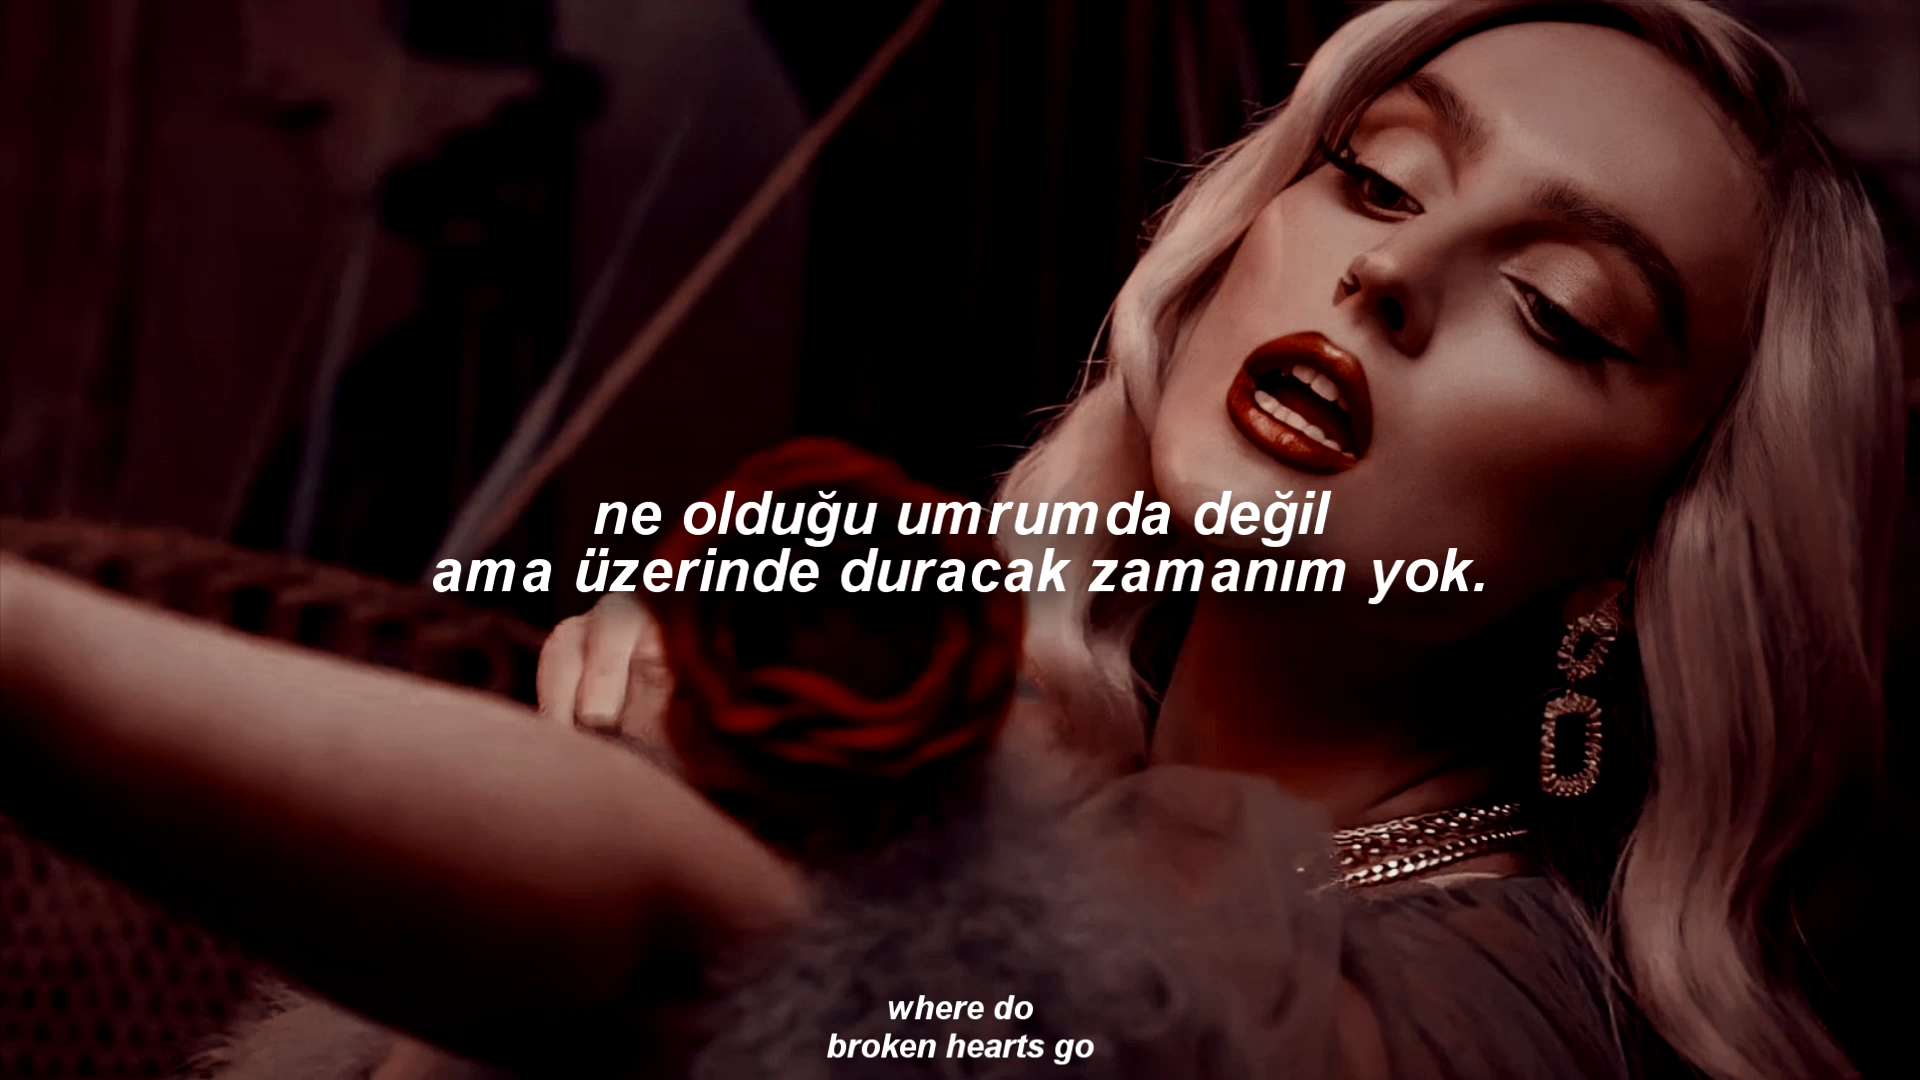 ne olduğu umrumda değil
ama üzerinde duracak zamanım yok.
where do
broken hearts go